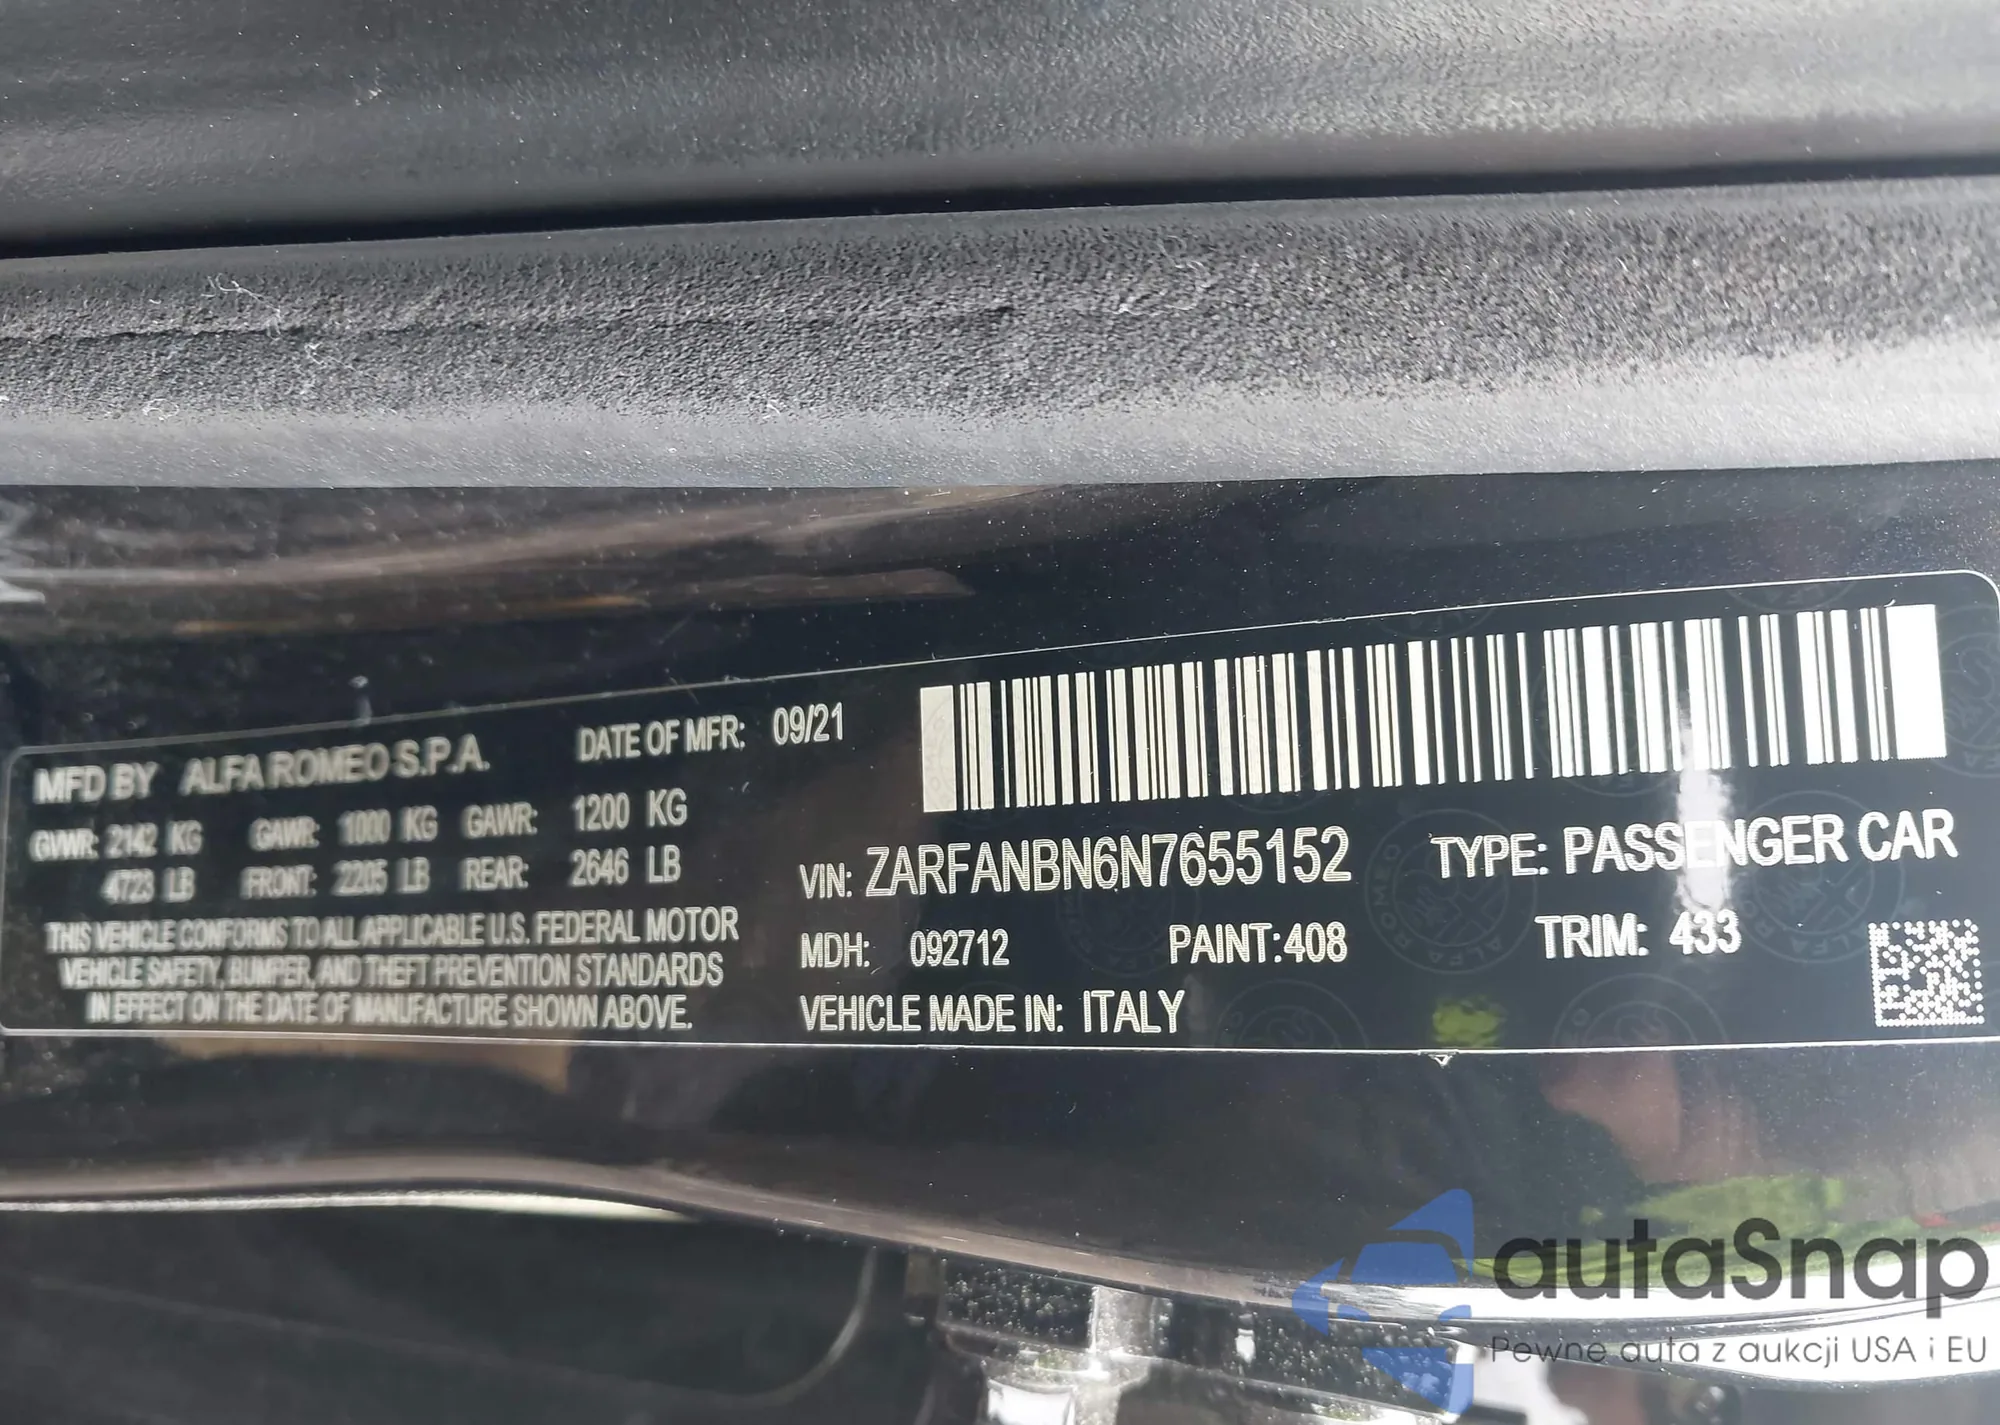 MFD BY ALFA ROMEO S.P.A. DATE OF MFR: 09/21
GVWR: 2142 KG GAWR: 1000 KG GAWR: 1200 KG
4723 LB FRONT: 2205 LB REAR: 2646 LB
THIS VEHICLE CONFORMS TO ALL APPLICABLE U.S. FEDERAL MOTOR
VEHICLE SAFETY, BUMPER, AND THEFT PREVENTION STANDARDS
IN EFFECT ON THE DATE OF MANUFACTURE SHOWN ABOVE.
VIN: ZARFANBN6N7655152 TYPE: PASSENGER CAR
MDH: 092712 PAINT:408 TRIM: 433
VEHICLE MADE IN: ITALY
autaSnap
Pewne auta z aukcji USA i EU